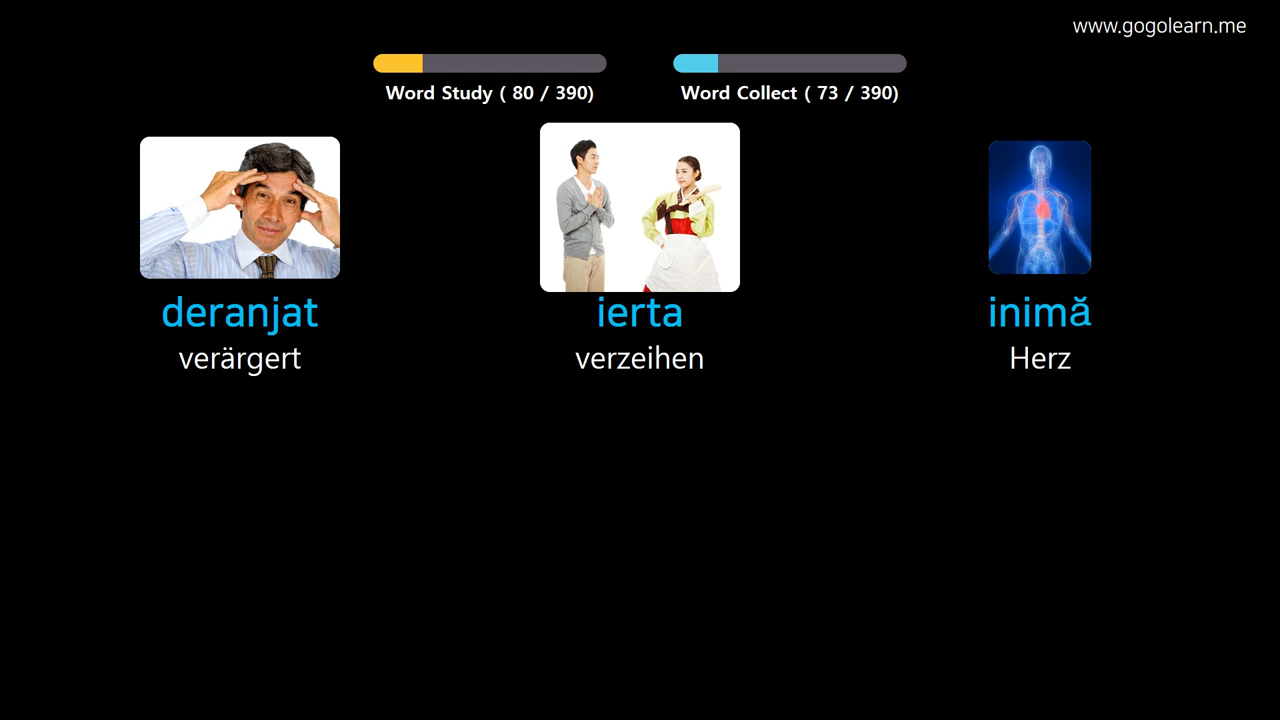 www.gogolearn.me
Word Study ( 80 / 390)
Word Collect ( 73 / 390)
deranjat
verärgert
ierta
verzeihen
inimă
Herz